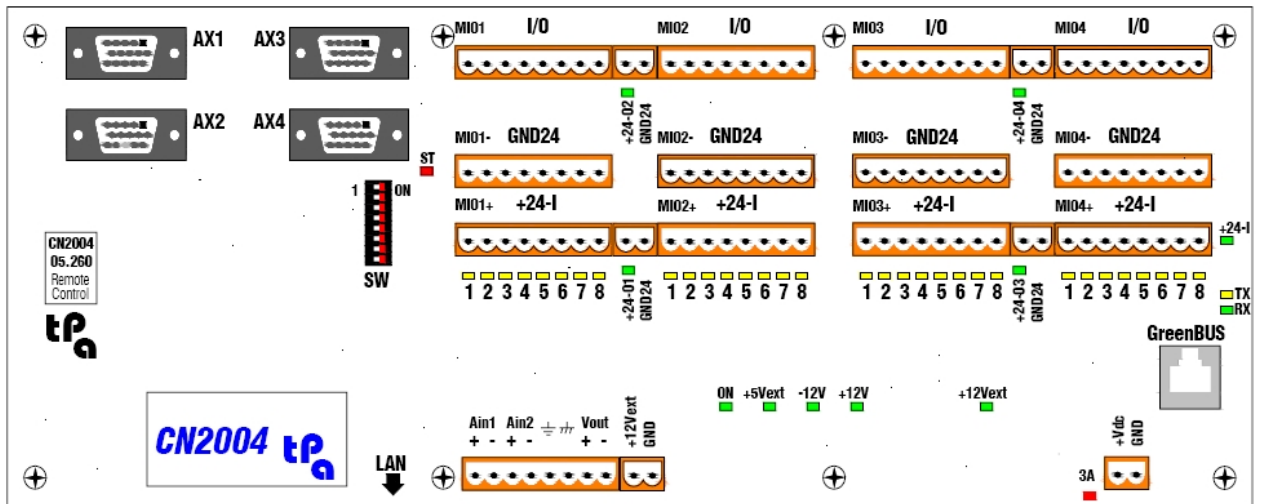 AX1 AX3
AX2 AX4
MI01 I/O MI02 I/O MI03 I/O MI04 I/O
+24-02 GND24
+24-04 GND24
MI01- GND24 MI02- GND24 MI03- GND24 MI04- GND24
ST
1 ON
SW
MI01+ +24-I MI02+ +24-I MI03+ +24-I MI04+ +24-I
+24-I
1 2 3 4 5 6 7 8 1 2 3 4 5 6 7 8 1 2 3 4 5 6 7 8 1 2 3 4 5 6 7 8
+24-01 GND24
+24-03 GND24
TX
RX
CN2004
05.260
Remote
Control
tPa
GreenBUS
CN2004 tPa
LAN
ON +5Vext -12V +12V +12Vext
Ain1 Ain2 Vout
+ - + - + -
+12Vext GND
+Vdc GND
3A